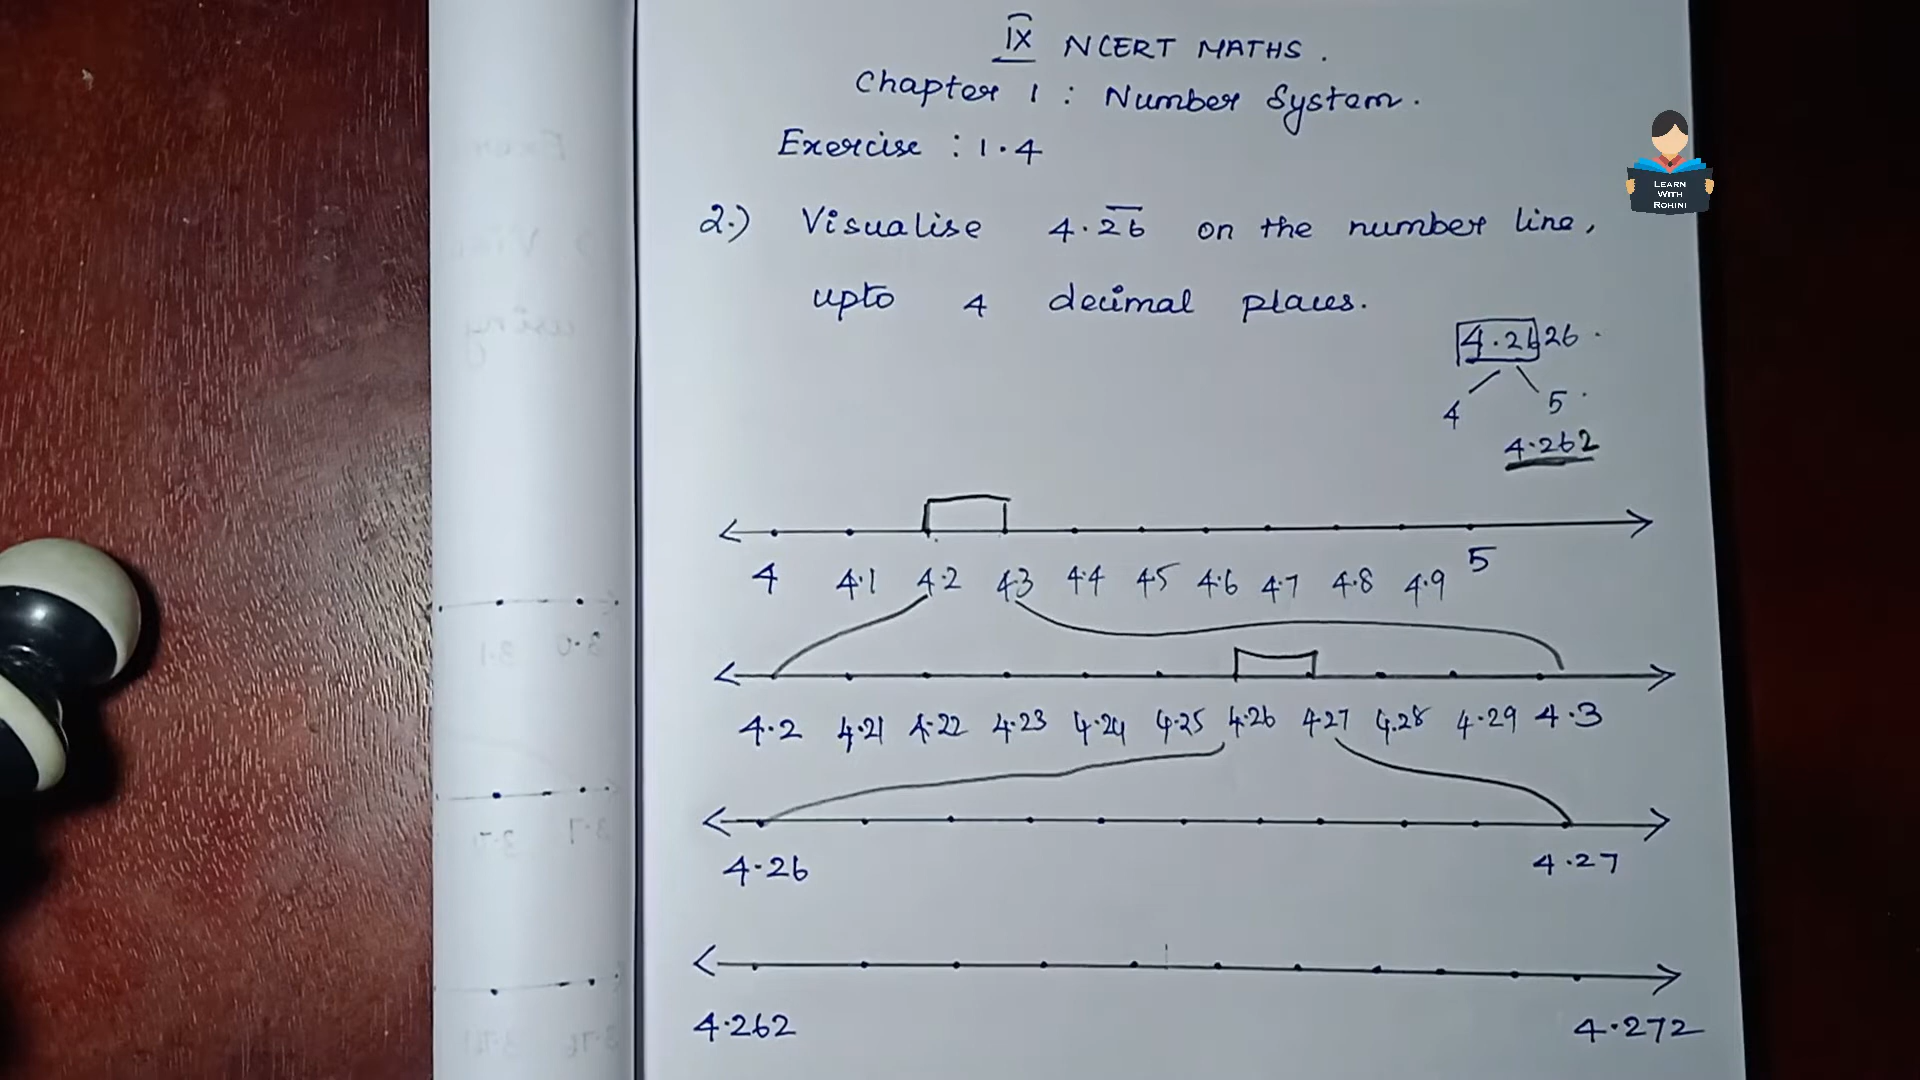 IX NCERT MATHS.
Chapter 1 : Number System.
Exercise : 1.4
LEARN
WITH
ROHINI
2.) Visualise 4.2̅6̅ on the number line,
upto 4 decimal places.
4.2626.
4 5.
4.262
4 4.1 4.2 4.3 4.4 4.5 4.6 4.7 4.8 4.9 5
4.2 4.21 4.22 4.23 4.24 4.25 4.26 4.27 4.28 4.29 4.3
4.26 4.27
4.262 4.272